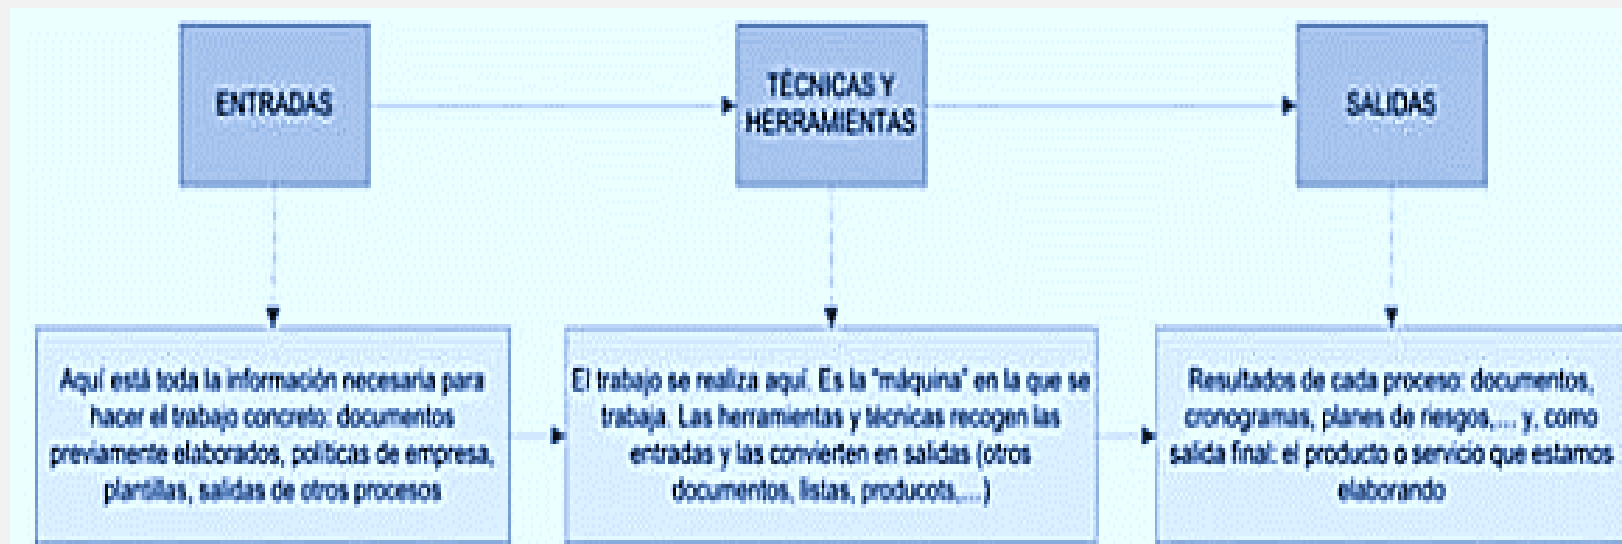 ENTRADAS
TÉCNICAS Y
HERRAMIENTAS
SALIDAS
Aquí está toda la información necesaria para
hacer el trabajo concreto: documentos
previamente elaborados, políticas de empresa,
plantillas, salidas de otros procesos
El trabajo se realiza aquí. Es la "máquina" en la que se
trabaja. Las herramientas y técnicas recogen las
entradas y las convierten en salidas (otros
documentos, listas, producots,...)
Resultados de cada proceso: documentos,
cronogramas, planes de riesgos,... y, como
salida final: el producto o servicio que estamos
elaborando